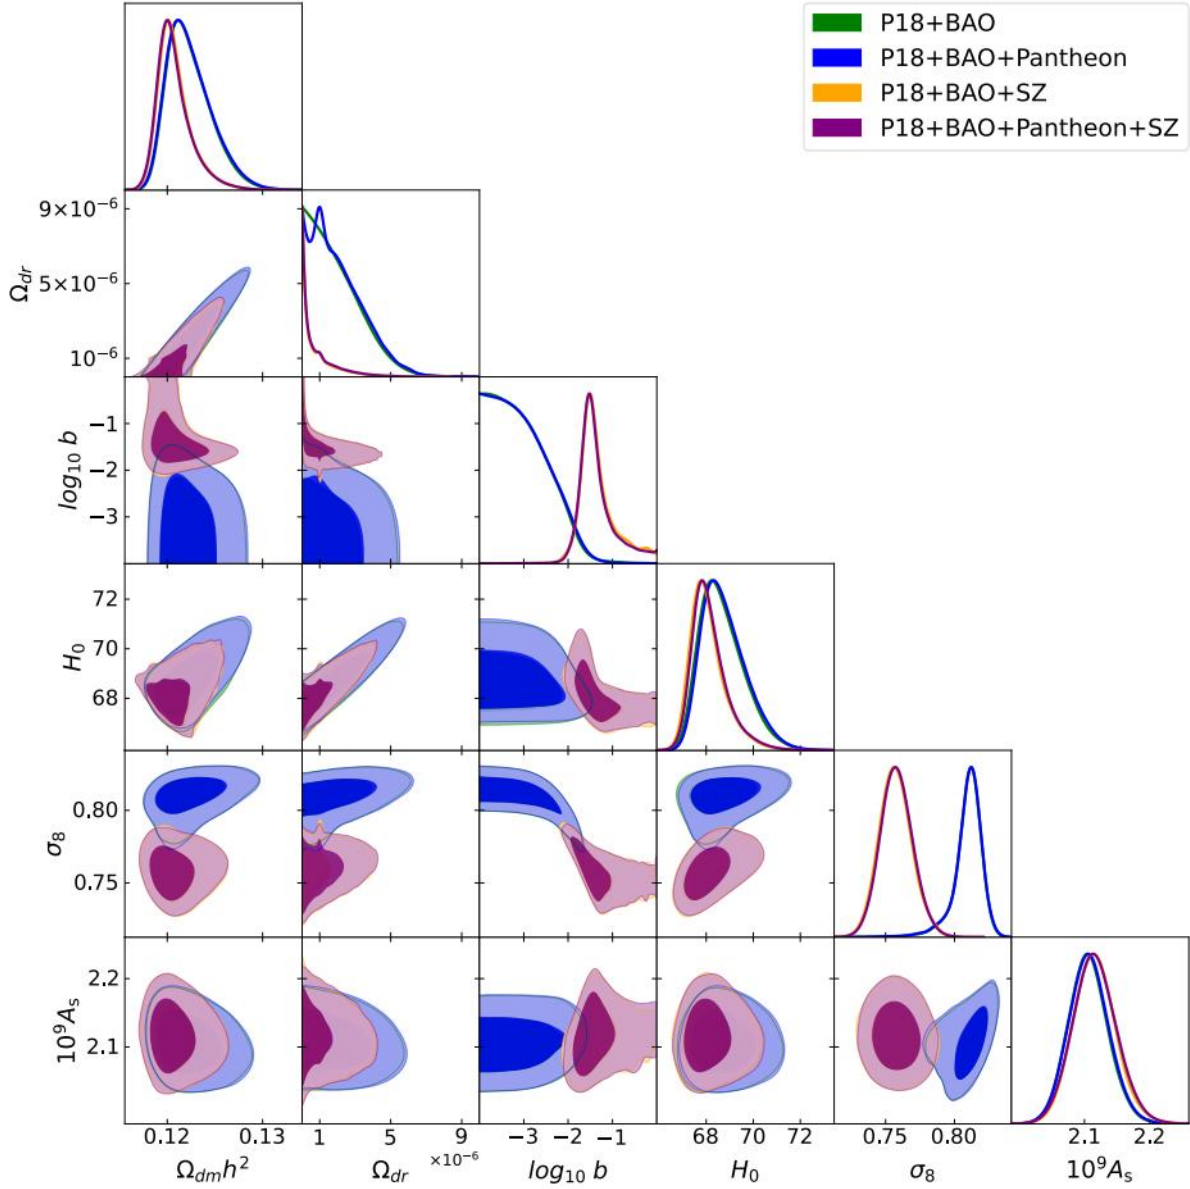 P18+BAO
P18+BAO+Pantheon
P18+BAO+SZ
P18+BAO+Pantheon+SZ
9×10⁻⁶
5×10⁻⁶
10⁻⁶
Ω_dr
−1
−2
−3
log₁₀ b
72
70
68
H₀
0.80
0.75
σ₈
2.2
2.1
10⁹Aₛ
0.12 0.13
Ω_dm h²
1 5 9
×10⁻⁶
Ω_dr
−3 −2 −1
log₁₀ b
68 70 72
H₀
0.75 0.80
σ₈
2.1 2.2
10⁹Aₛ